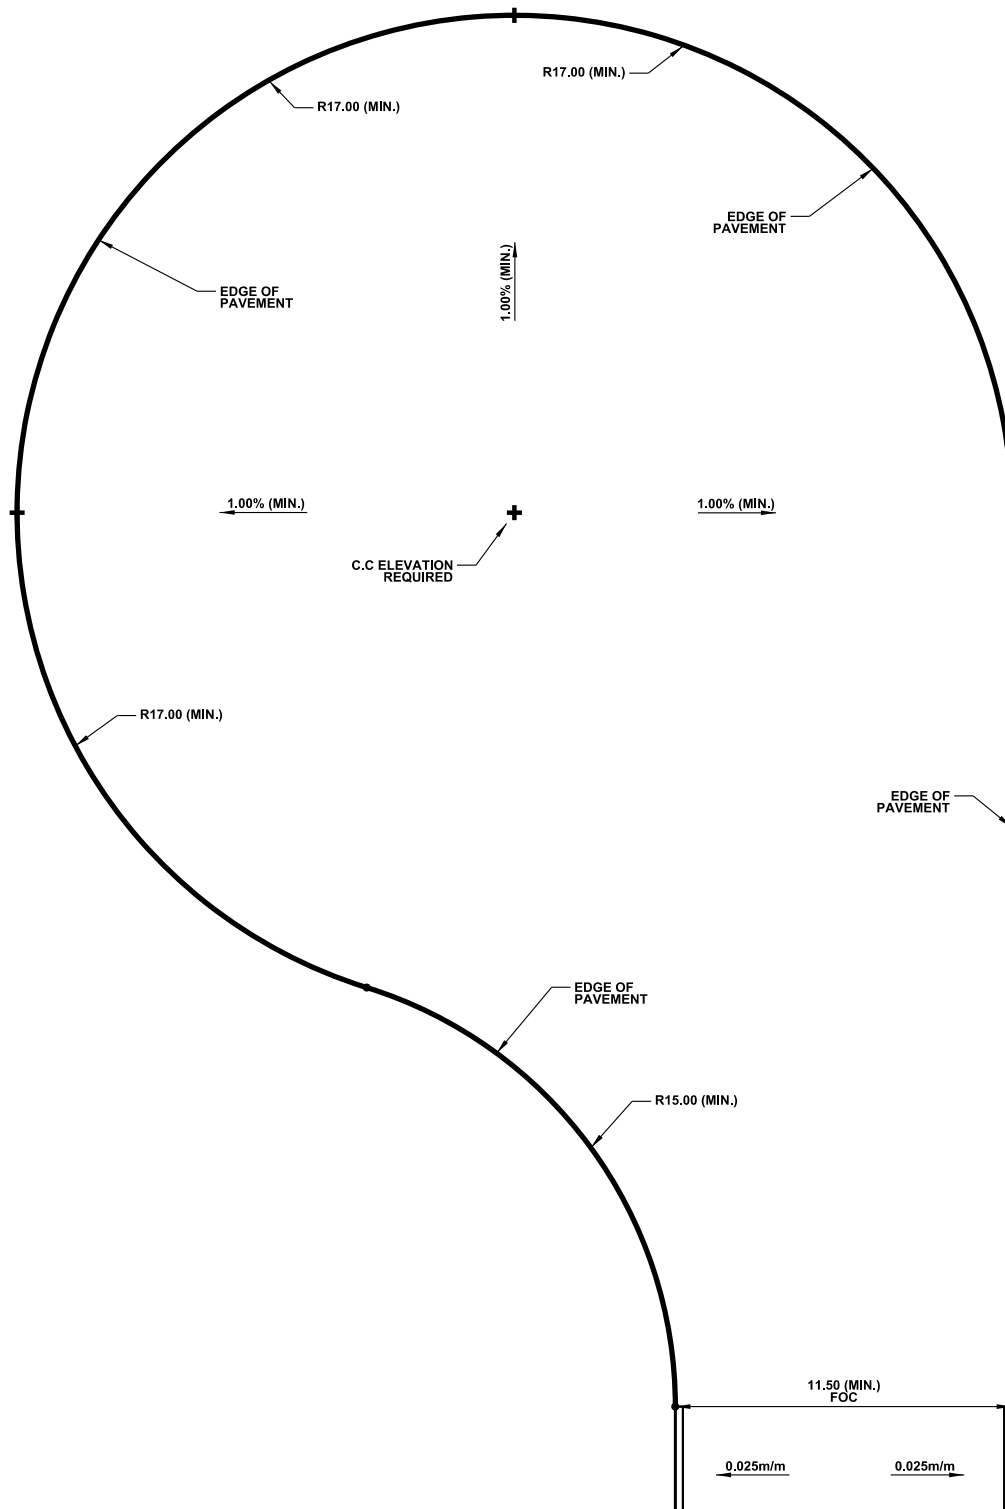 R17.00 (MIN.)
R17.00 (MIN.)
EDGE OF
PAVEMENT
1.00% (MIN.)
EDGE OF
PAVEMENT
1.00% (MIN.)
1.00% (MIN.)
C.C ELEVATION
REQUIRED
R17.00 (MIN.)
EDGE OF
PAVEMENT
EDGE OF
PAVEMENT
R15.00 (MIN.)
11.50 (MIN.)
FOC
0.025m/m
0.025m/m